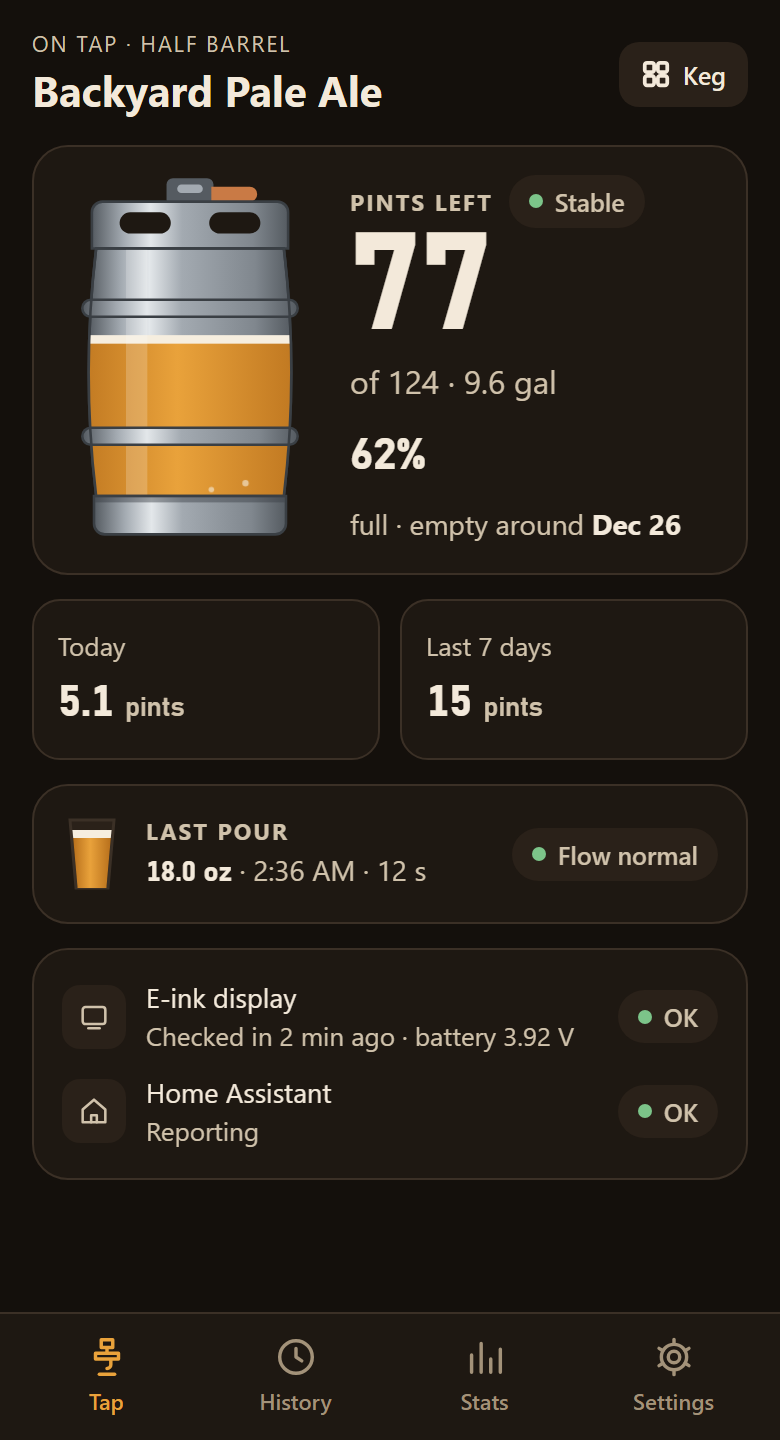 ON TAP · HALF BARREL
Backyard Pale Ale
Keg
PINTS LEFT
Stable
77
of 124 · 9.6 gal
62%
full · empty around Dec 26
Today
5.1 pints
Last 7 days
15 pints
LAST POUR
18.0 oz · 2:36 AM · 12 s
Flow normal
E-ink display
Checked in 2 min ago · battery 3.92 V
OK
Home Assistant
Reporting
OK
Tap
History
Stats
Settings